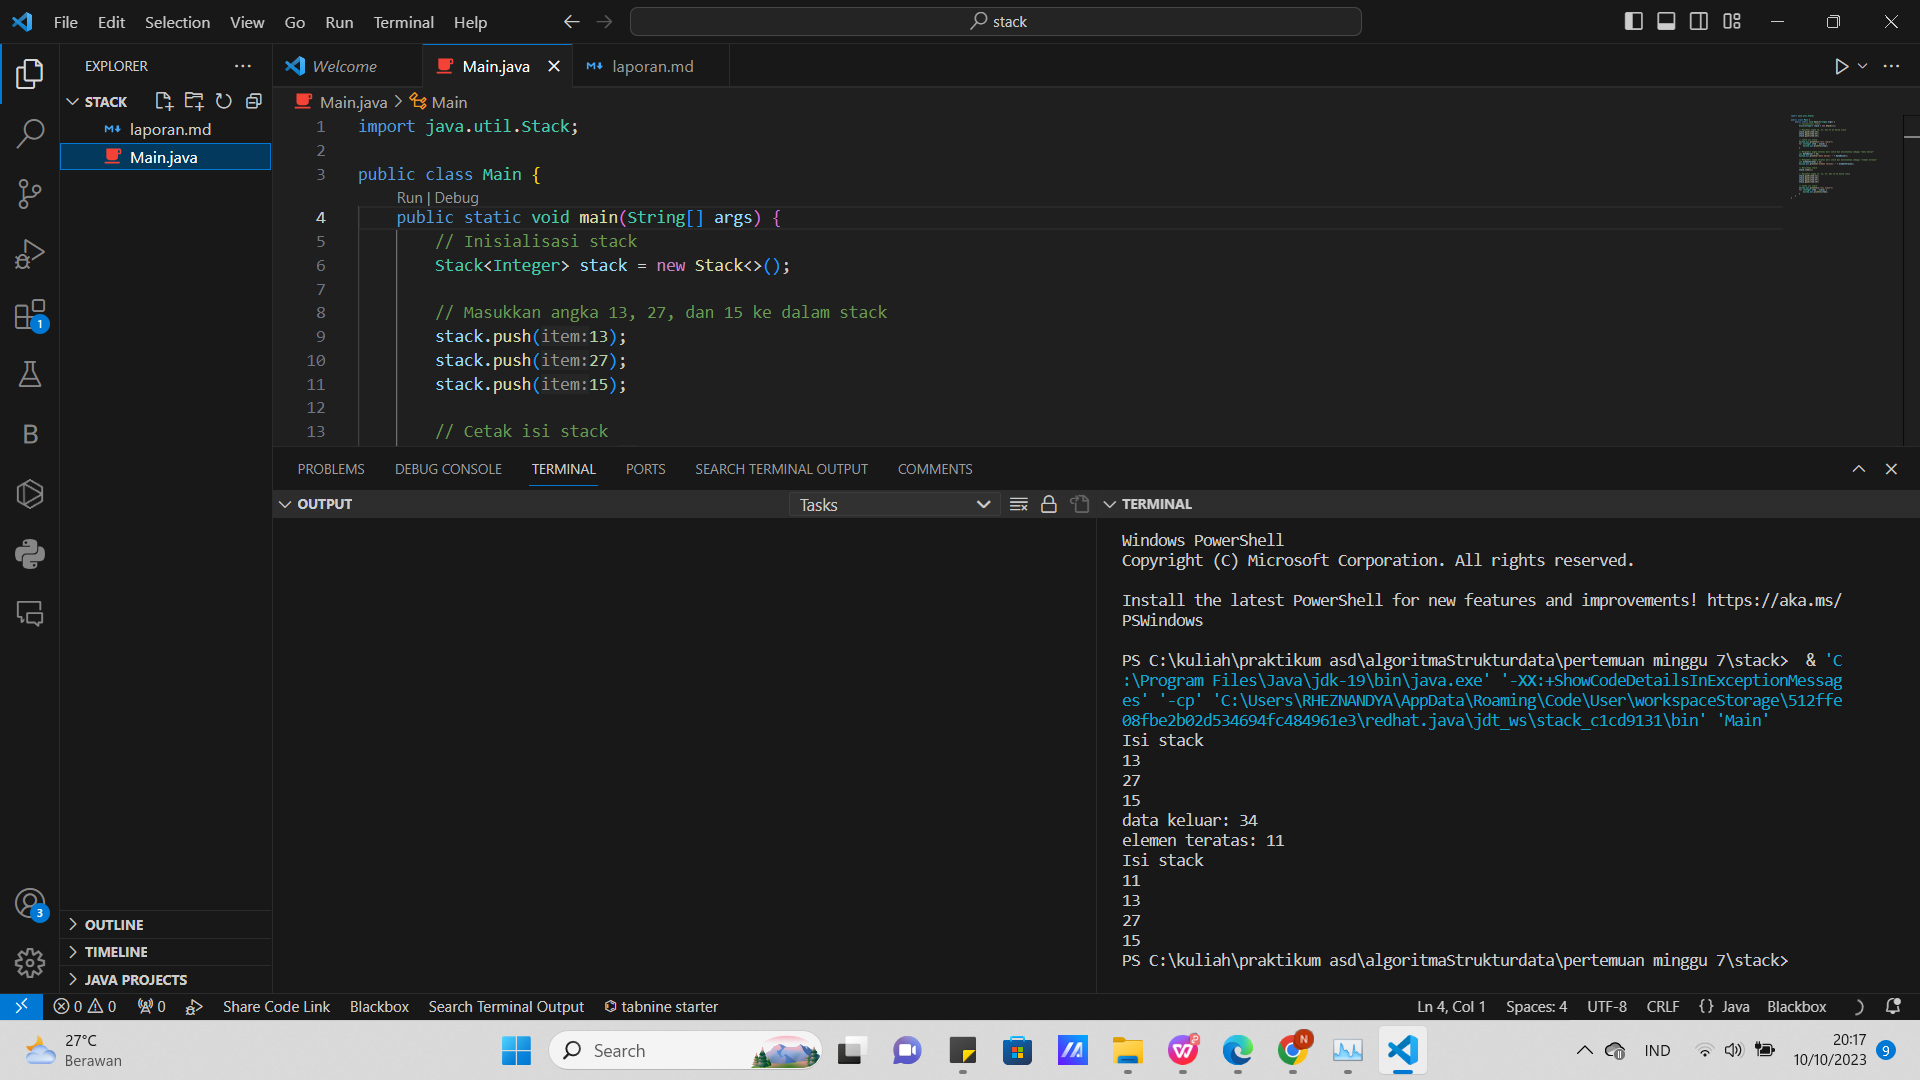 File Edit Selection View Go Run Terminal Help
stack
EXPLORER
STACK
laporan.md
Main.java
OUTLINE
TIMELINE
JAVA PROJECTS
Welcome
Main.java
laporan.md
Main.java > Main
1 import java.util.Stack;
2
3 public class Main {
Run | Debug
4 public static void main(String[] args) {
5 // Inisialisasi stack
6 Stack<Integer> stack = new Stack<>();
7
8 // Masukkan angka 13, 27, dan 15 ke dalam stack
9 stack.push(item:13);
10 stack.push(item:27);
11 stack.push(item:15);
12
13 // Cetak isi stack
PROBLEMS DEBUG CONSOLE TERMINAL PORTS SEARCH TERMINAL OUTPUT COMMENTS
OUTPUT
Tasks
TERMINAL
Windows PowerShell
Copyright (C) Microsoft Corporation. All rights reserved.
Install the latest PowerShell for new features and improvements! https://aka.ms/
PSWindows
PS C:\kuliah\praktikum asd\algoritmaStrukturdata\pertemuan minggu 7\stack> & 'C
:\Program Files\Java\jdk-19\bin\java.exe' '-XX:+ShowCodeDetailsInExceptionMessag
es' '-cp' 'C:\Users\RHEZNANDYA\AppData\Roaming\Code\User\workspaceStorage\512ffe
08fbe2b02d534694fc484961e3\redhat.java\jdt_ws\stack_c1cd9131\bin' 'Main'
Isi stack
13
27
15
data keluar: 34
elemen teratas: 11
Isi stack
11
13
27
15
PS C:\kuliah\praktikum asd\algoritmaStrukturdata\pertemuan minggu 7\stack>
0 0 0 Share Code Link Blackbox Search Terminal Output tabnine starter
Ln 4, Col 1 Spaces: 4 UTF-8 CRLF {} Java Blackbox
27°C
Berawan
Search
IND
20:17
10/10/2023
9